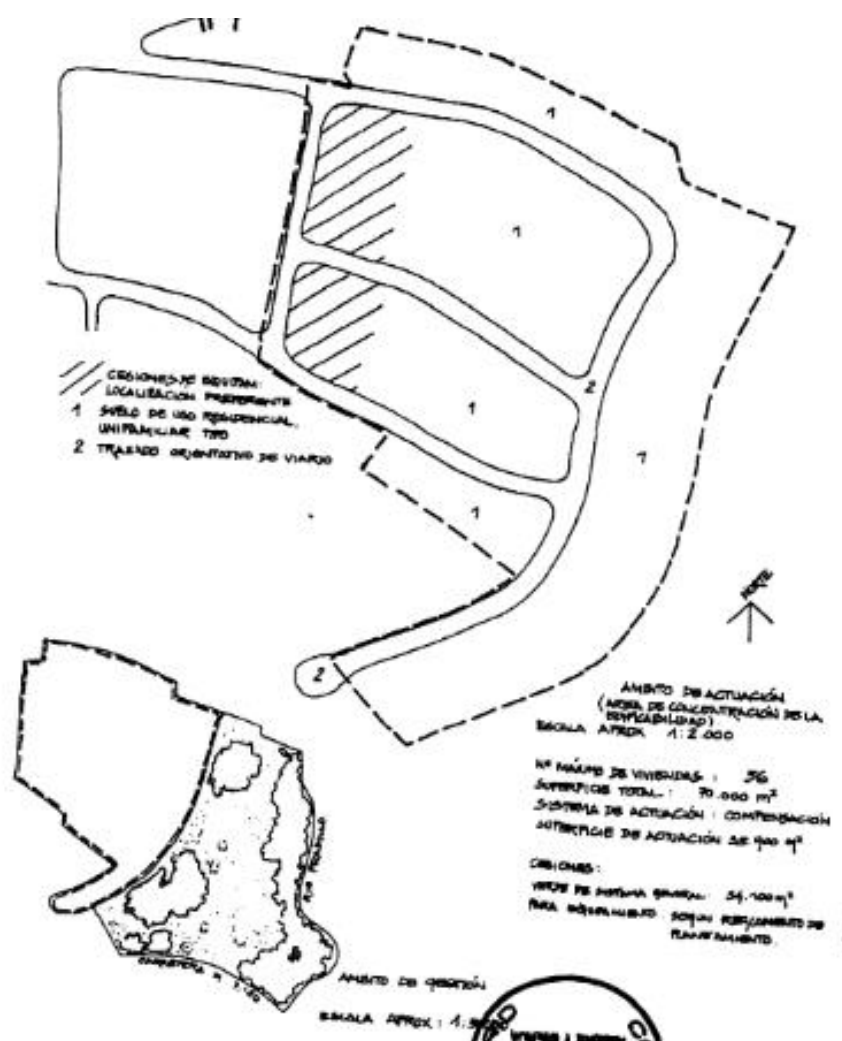 1
1
2
1
1
1
CESIONES DE EQUIPAM:
LOCALIZACION PREFERENTE
1 SUELO DE USO RESIDENCIAL,
UNIFAMILIAR TIPO
2 TRAZADO ORIENTATIVO DE VIARIO
NORTE
2
AMBITO DE ACTUACIÓN
(AREA DE CONCENTRACIÓN DE LA
EDIFICABILIDAD)
ESCALA APROX 1:2.000
Nº MÁXIMO DE VIVIENDAS: 36
SUPERFICIE TOTAL: 70.000 m²
SISTEMA DE ACTUACIÓN: COMPENSACIÓN
SUPERFICIE DE ACTUACIÓN
CESIONES:
VERDE DE SISTEMA GENERAL: 34.100 m²
PARA EQUIPAMIENTO SEGUN REGLAMENTO DE
PLANEAMIENTO.
CARRETERA M
AMBITO DE GESTIÓN
ESCALA APROX: 1: